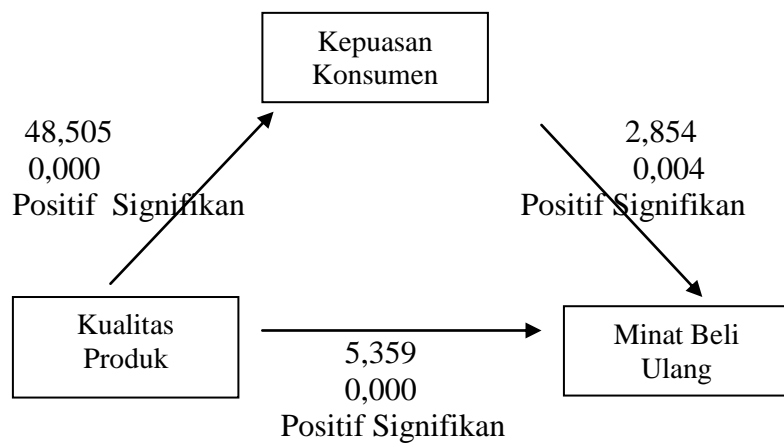 Kepuasan
Konsumen
48,505
0,000
Positif Signifikan
2,854
0,004
Positif Signifikan
Kualitas
Produk
5,359
0,000
Positif Signifikan
Minat Beli
Ulang